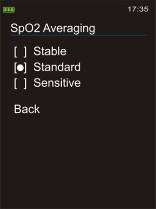 17:35
SpO2 Averaging
[ ] Stable
[●] Standard
[ ] Sensitive
Back